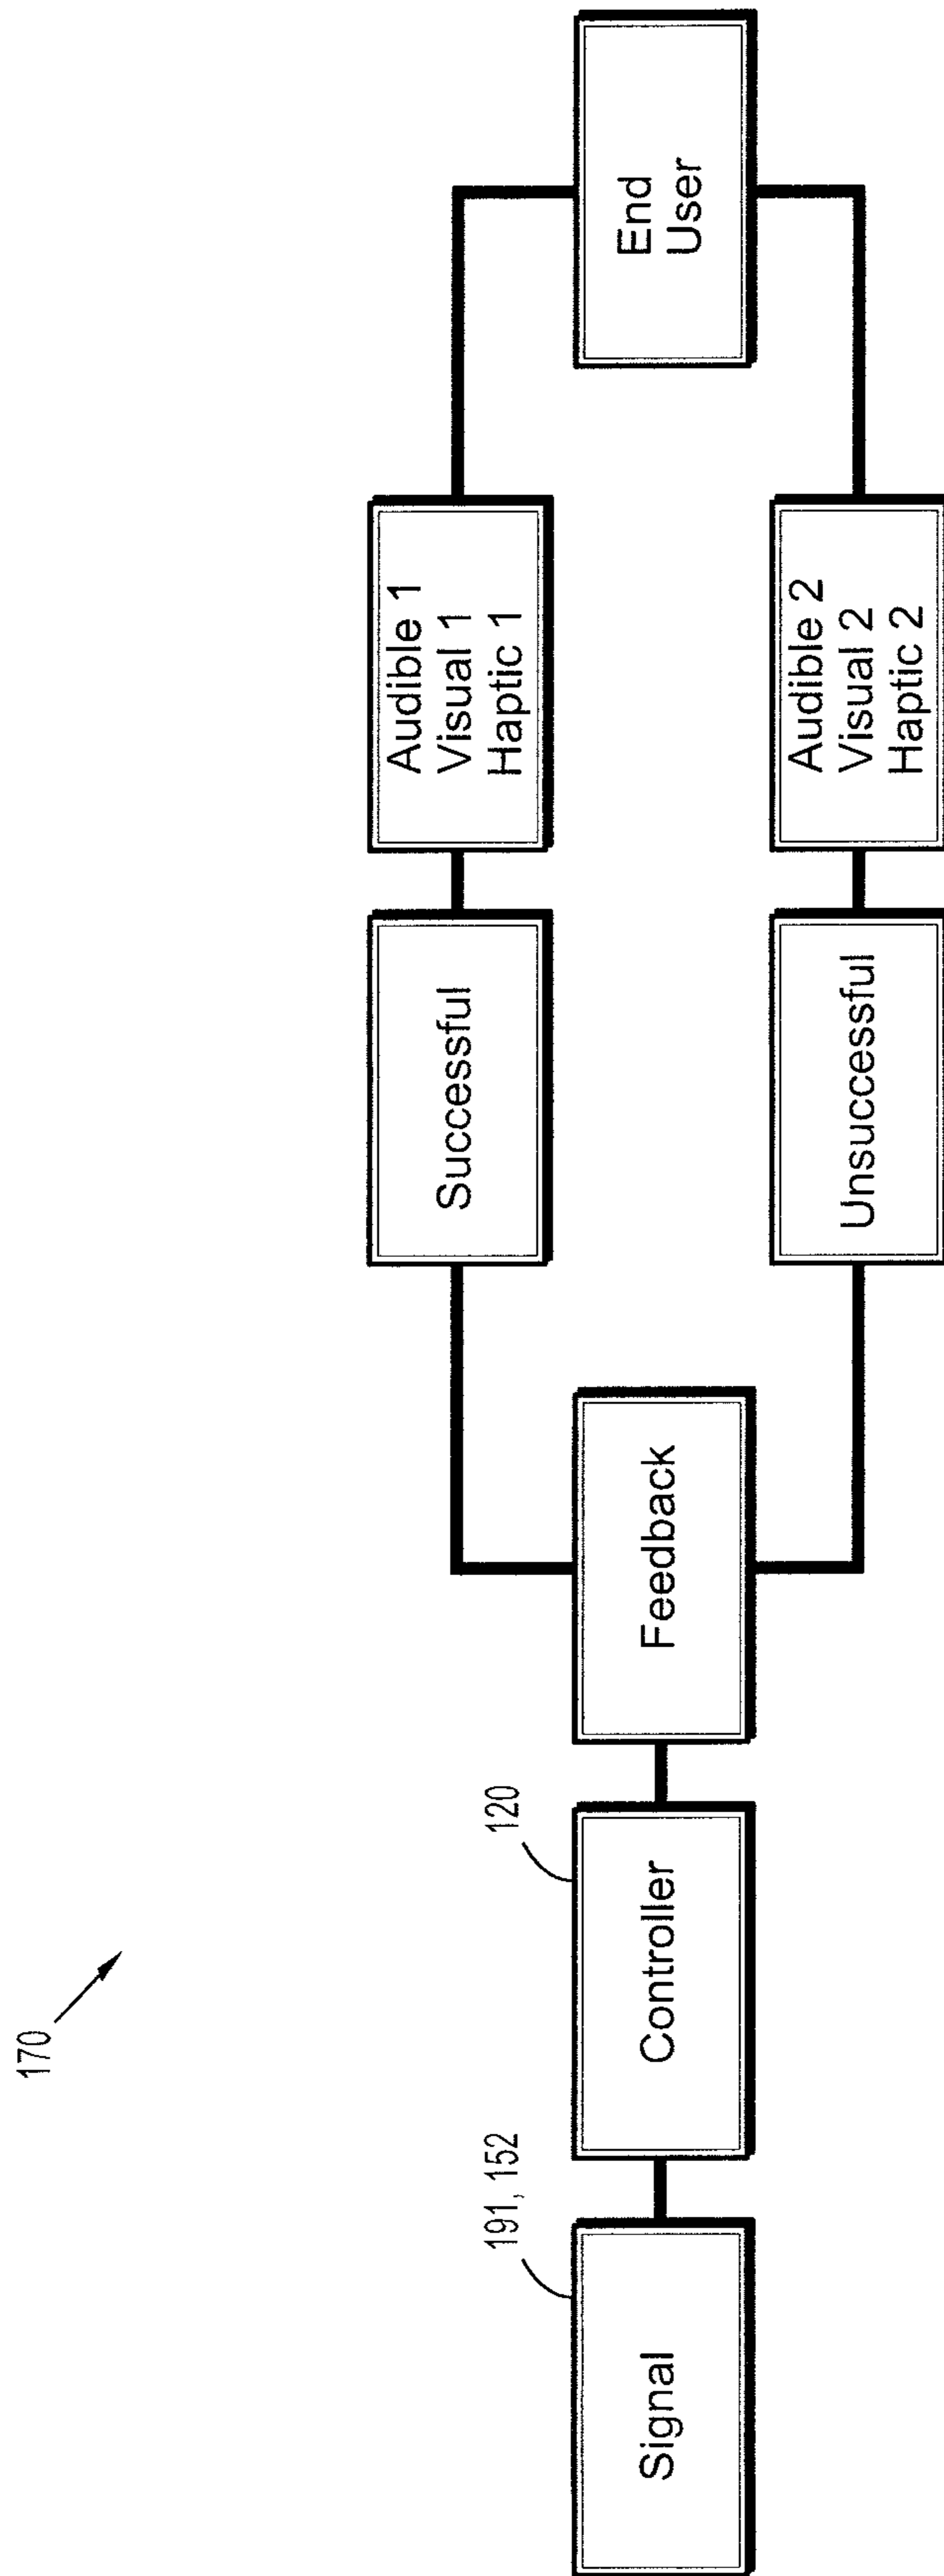 170
191, 152
Signal
120
Controller
Feedback
Successful
Audible 1
Visual 1
Haptic 1
Unsuccessful
Audible 2
Visual 2
Haptic 2
End
User